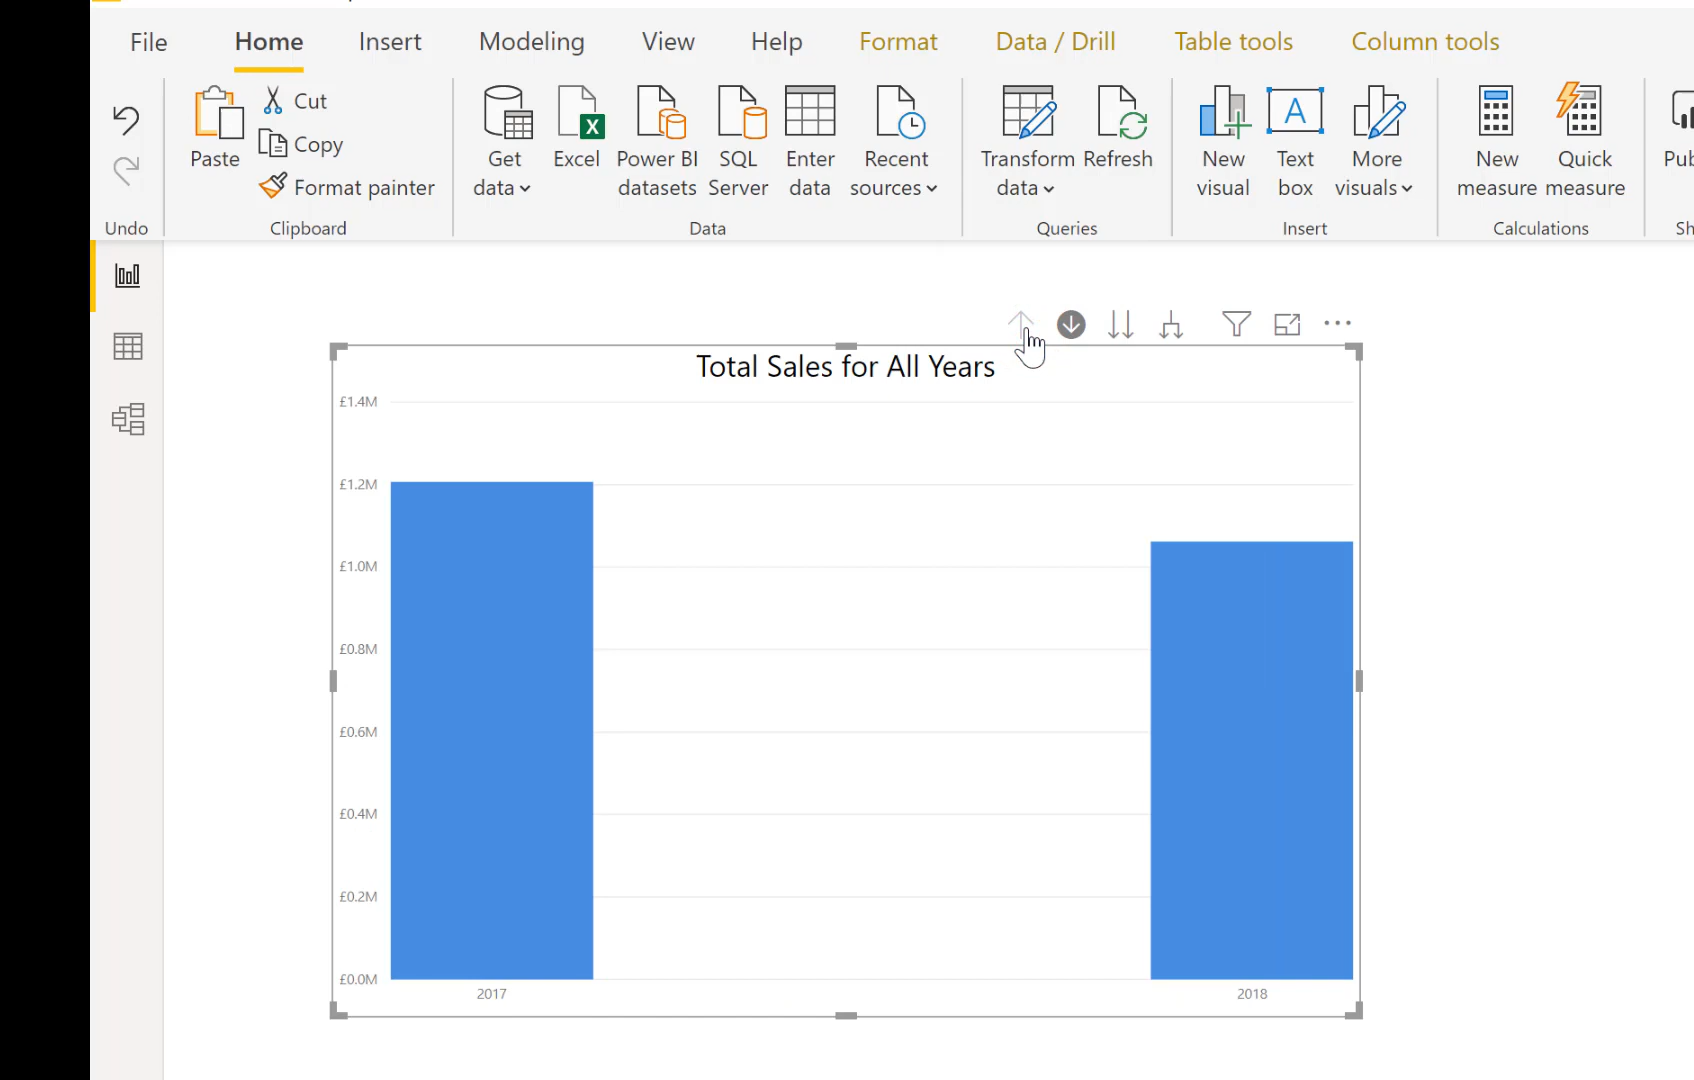 File Home Insert Modeling View Help Format Data / Drill Table tools Column tools
Cut
Copy
Format painter
Paste
Get data
Excel
Power BI datasets
SQL Server
Enter data
Recent sources
Transform data
Refresh
New visual
Text box
More visuals
New measure
Quick measure
Pub
Undo Clipboard Data Queries Insert Calculations Sh
Total Sales for All Years
£1.4M
£1.2M
£1.0M
£0.8M
£0.6M
£0.4M
£0.2M
£0.0M
2017 2018